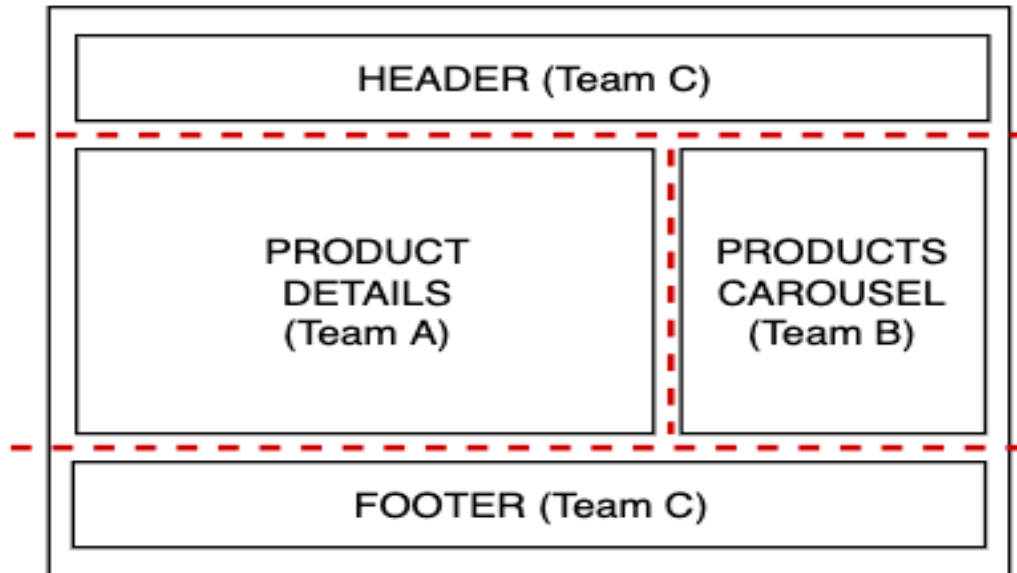 HEADER (Team C)
PRODUCT
DETAILS
(Team A)
PRODUCTS
CAROUSEL
(Team B)
FOOTER (Team C)